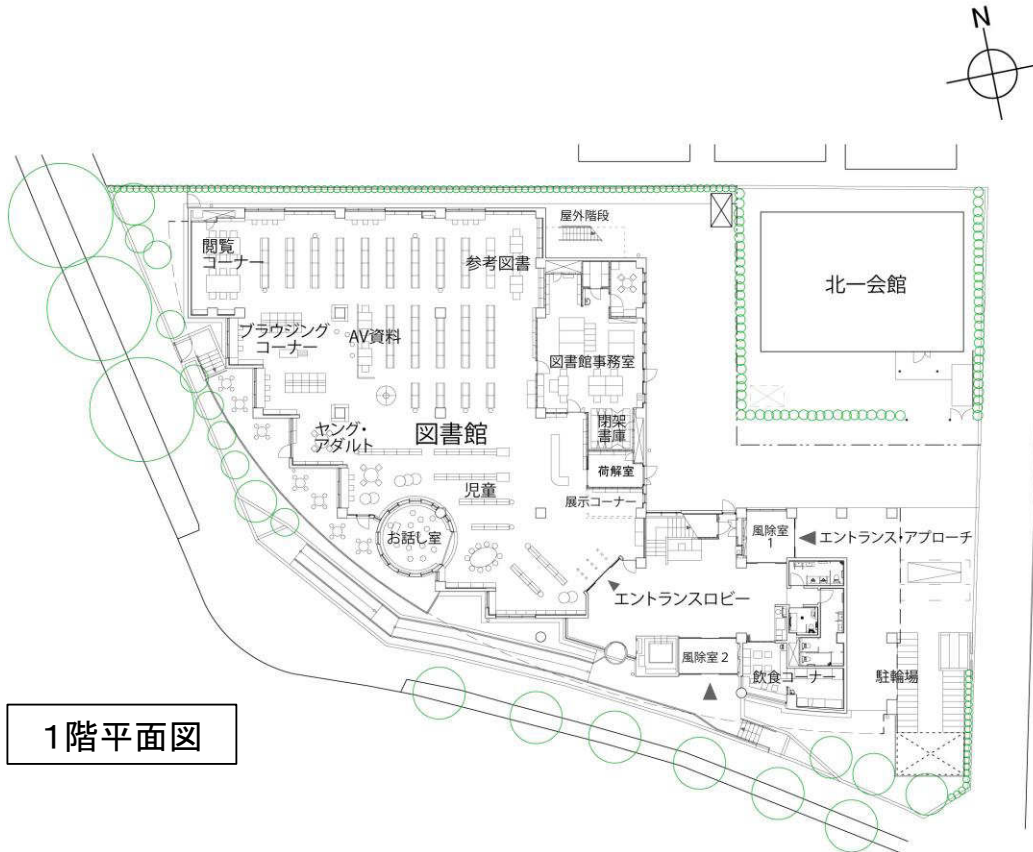 N
屋外階段
閲覧
コーナー
参考図書
北一会館
ブラウジング
コーナー
AV資料
図書館事務室
ヤング・
アダルト
図書館
閉架
書庫
荷解室
児童
展示コーナー
お話し室
風除室
1
エントランス・アプローチ
エントランスロビー
風除室2
飲食コーナー
駐輪場
1階平面図